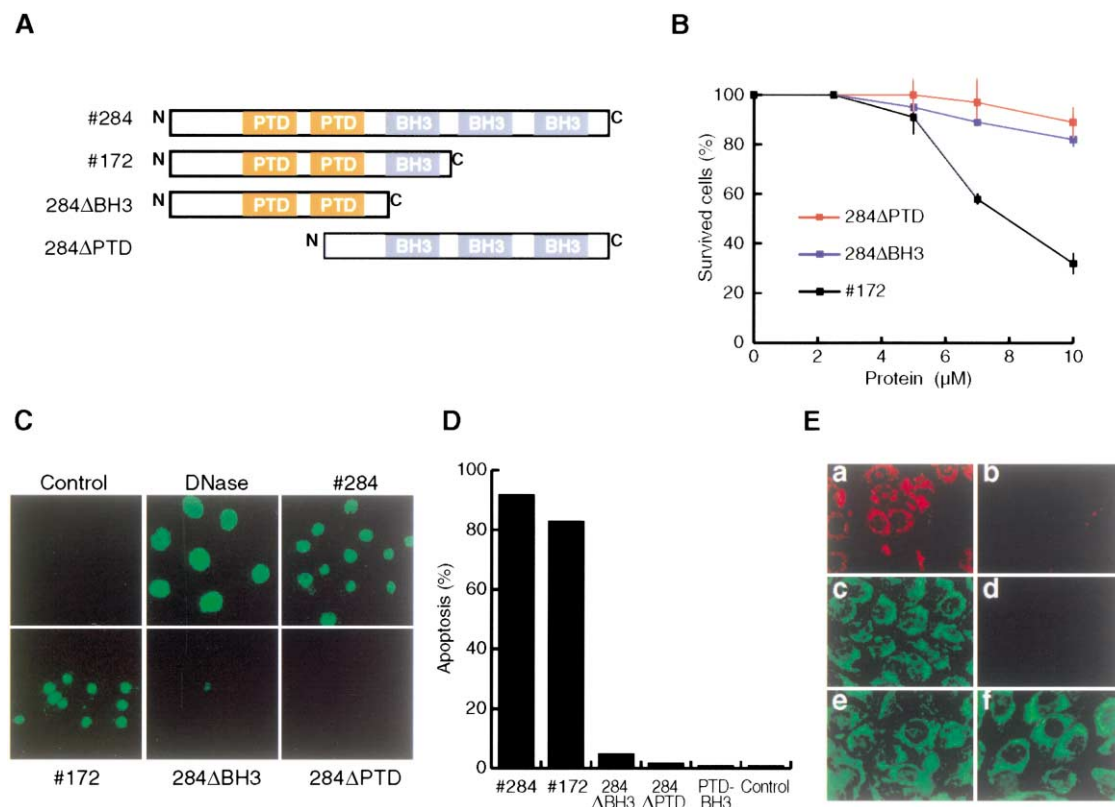 A
#284 N PTD PTD BH3 BH3 BH3 C
#172 N PTD PTD BH3 C
284ΔBH3 N PTD PTD C
284ΔPTD N BH3 BH3 BH3 C
B
100
80
60
40
20
0
Survived cells (%)
284ΔPTD
284ΔBH3
#172
0 2 4 6 8 10
Protein (µM)
C
Control DNase #284
#172 284ΔBH3 284ΔPTD
D
100
80
60
40
20
0
Apoptosis (%)
#284 #172 284 284 PTD- Control
ΔBH3 ΔPTD BH3
E
a b
c d
e f